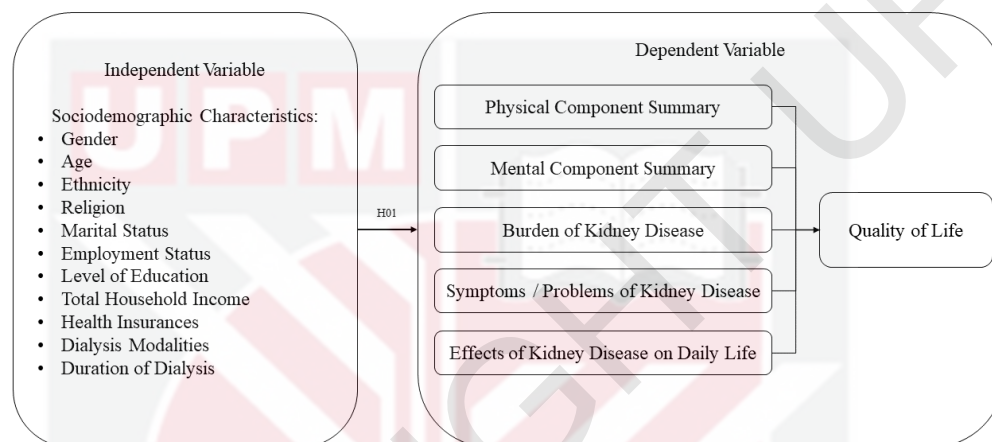 Independent Variable
Sociodemographic Characteristics:
• Gender
• Age
• Ethnicity
• Religion
• Marital Status
• Employment Status
• Level of Education
• Total Household Income
• Health Insurances
• Dialysis Modalities
• Duration of Dialysis
H01
Dependent Variable
Physical Component Summary
Mental Component Summary
Burden of Kidney Disease
Symptoms / Problems of Kidney Disease
Effects of Kidney Disease on Daily Life
Quality of Life
UPM